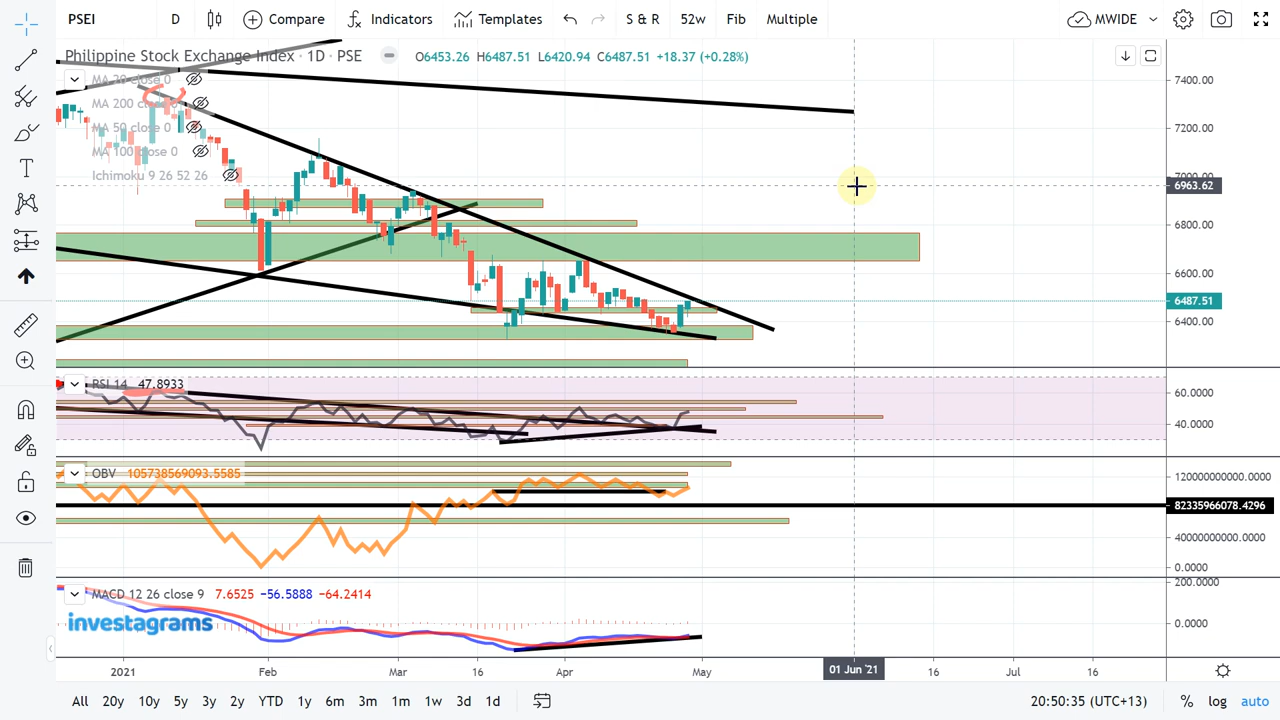 PSEI D Compare Indicators Templates S & R 52w Fib Multiple MWIDE
Philippine Stock Exchange Index · 1D · PSE O6453.26 H6487.51 L6420.94 C6487.51 +18.37 (+0.28%)
MA 20 close 0
MA 200 close 0
MA 50 close 0
MA 100 close 0
Ichimoku 9 26 52 26
7400.00
7200.00
7000.00
6963.62
6800.00
6600.00
6487.51
6400.00
RSI 14 47.8933
60.0000
40.0000
OBV 105738569093.5585
120000000000.0000
82335966078.4296
40000000000.0000
0.0000
MACD 12 26 close 9 7.6525 −56.5888 −64.2414
200.0000
0.0000
investagrams
2021 Feb Mar 16 Apr May 01 Jun '21 16 Jul 16
All 20y 10y 5y 3y 2y YTD 1y 6m 3m 1m 1w 3d 1d 20:50:35 (UTC+13) % log auto